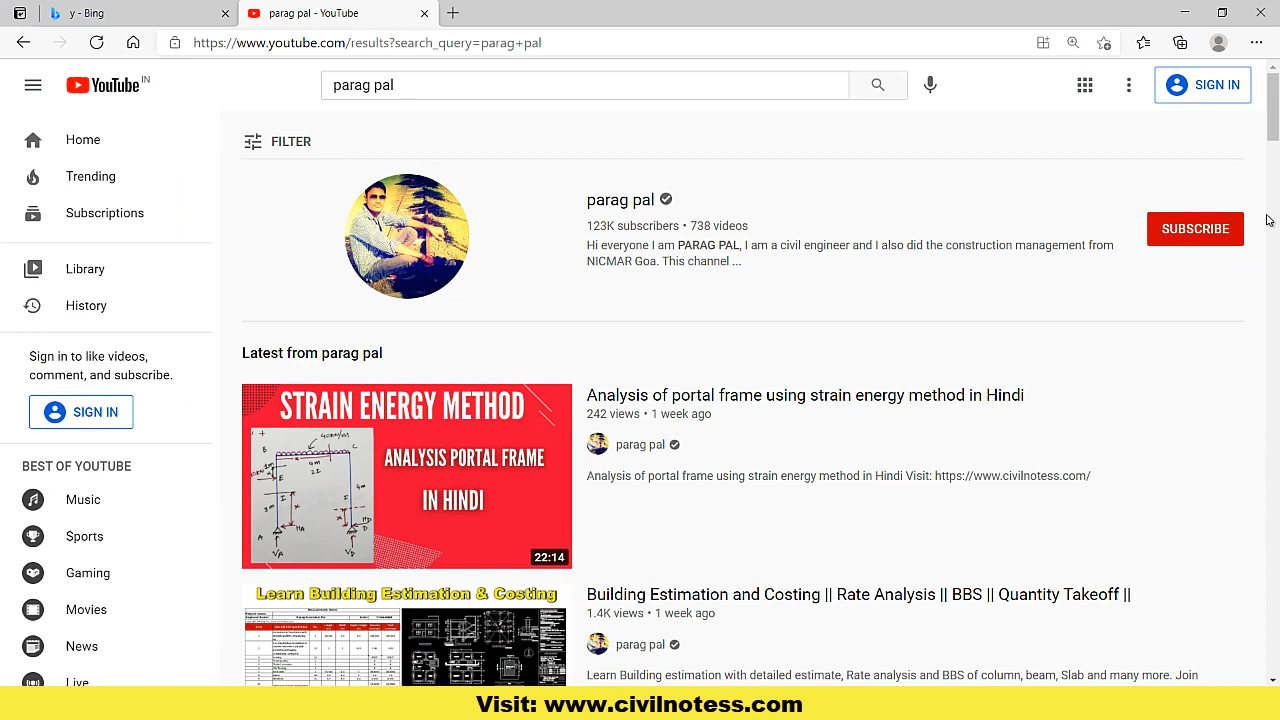 y - Bing
parag pal - YouTube
https://www.youtube.com/results?search_query=parag+pal
YouTube IN
parag pal
SIGN IN
Home
Trending
Subscriptions
Library
History
Sign in to like videos,
comment, and subscribe.
SIGN IN
BEST OF YOUTUBE
Music
Sports
Gaming
Movies
News
Live
FILTER
parag pal
123K subscribers • 738 videos
Hi everyone I am PARAG PAL, I am a civil engineer and I also did the construction management from
NICMAR Goa. This channel ...
SUBSCRIBE
Latest from parag pal
STRAIN ENERGY METHOD
ANALYSIS PORTAL FRAME
IN HINDI
22:14
Analysis of portal frame using strain energy method in Hindi
242 views • 1 week ago
parag pal
Analysis of portal frame using strain energy method in Hindi Visit: https://www.civilnotess.com/
Learn Building Estimation & Costing
Building Estimation and Costing || Rate Analysis || BBS || Quantity Takeoff ||
1.4K views • 1 week ago
parag pal
Learn Building estimation with detailed
Rate analysis and BBS of column, beam, Slab and many more. Join
Visit: www.civilnotess.com